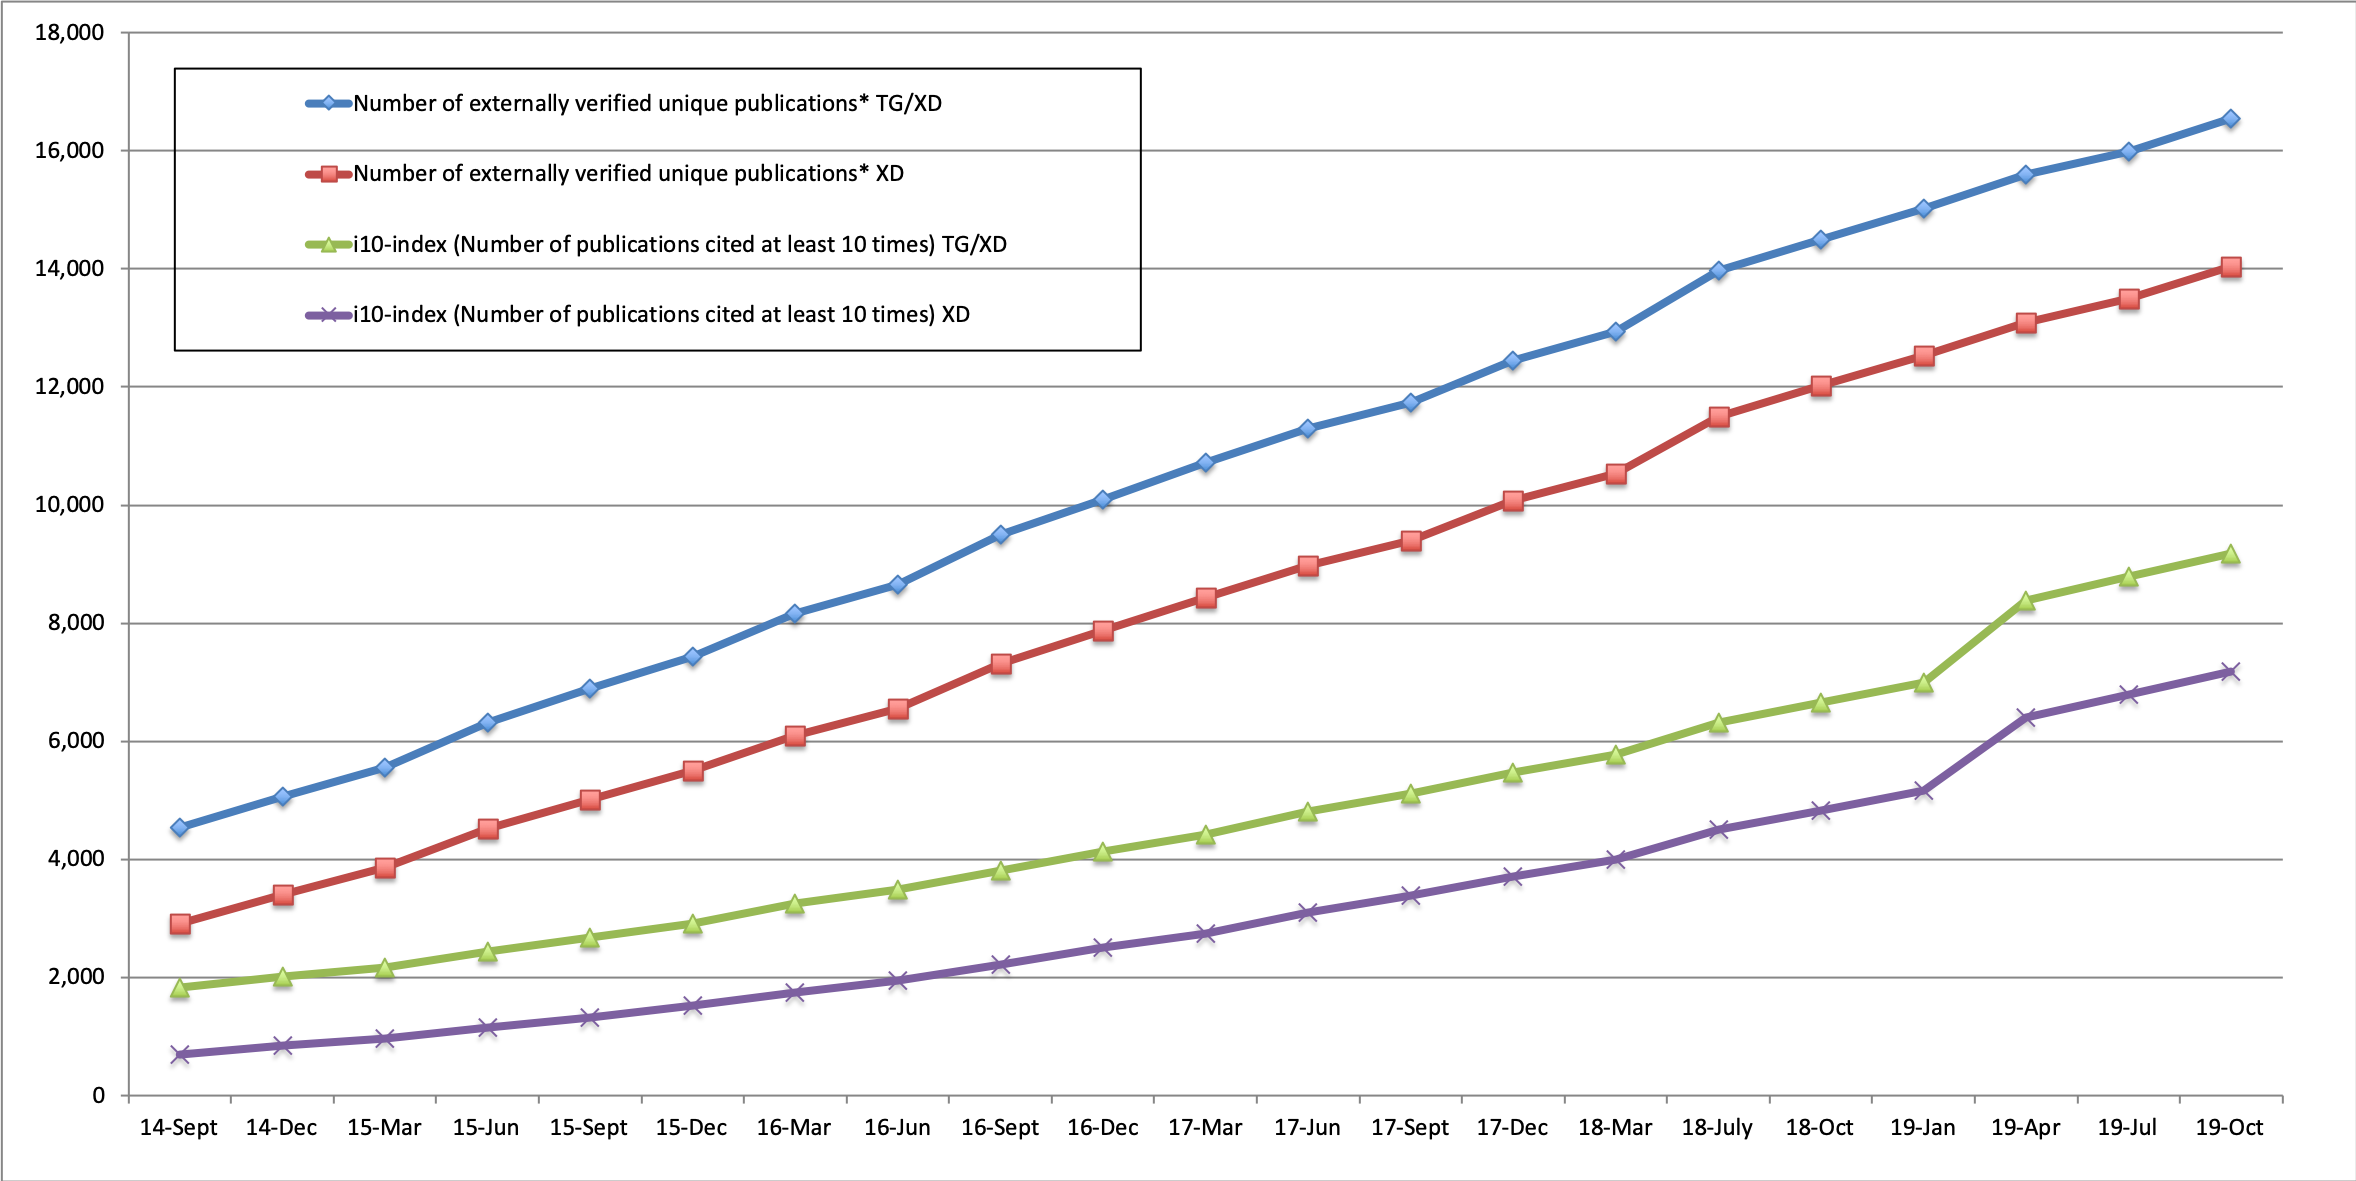 18,000
16,000
14,000
12,000
10,000
8,000
6,000
4,000
2,000
0
Number of externally verified unique publications* TG/XD
Number of externally verified unique publications* XD
i10-index (Number of publications cited at least 10 times) TG/XD
i10-index (Number of publications cited at least 10 times) XD
14-Sept 14-Dec 15-Mar 15-Jun 15-Sept 15-Dec 16-Mar 16-Jun 16-Sept 16-Dec 17-Mar 17-Jun 17-Sept 17-Dec 18-Mar 18-July 18-Oct 19-Jan 19-Apr 19-Jul 19-Oct